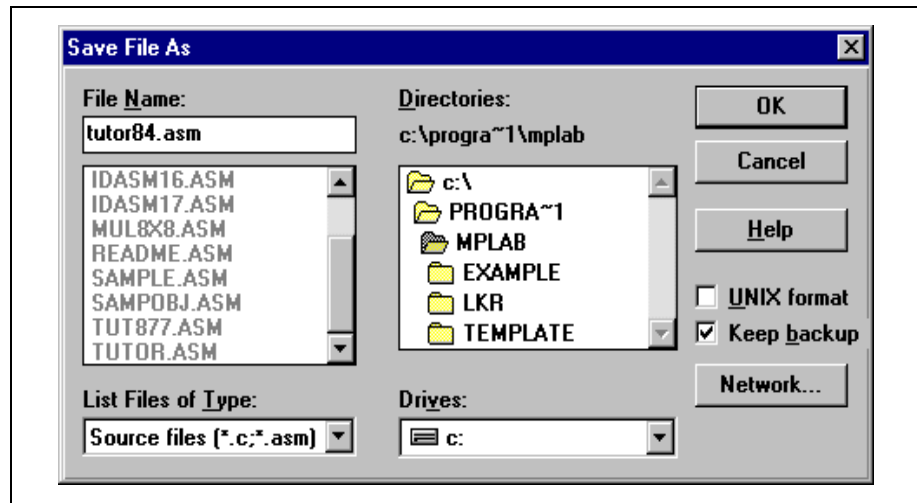 Save File As
File Name:
tutor84.asm
IDASM16.ASM
IDASM17.ASM
MUL8X8.ASM
README.ASM
SAMPLE.ASM
SAMPOBJ.ASM
TUT877.ASM
TUTOR.ASM
List Files of Type:
Source files (*.c;*.asm)
Directories:
c:\progra~1\mplab
c:\
PROGRA~1
MPLAB
EXAMPLE
LKR
TEMPLATE
Drives:
c:
OK
Cancel
Help
UNIX format
Keep backup
Network...